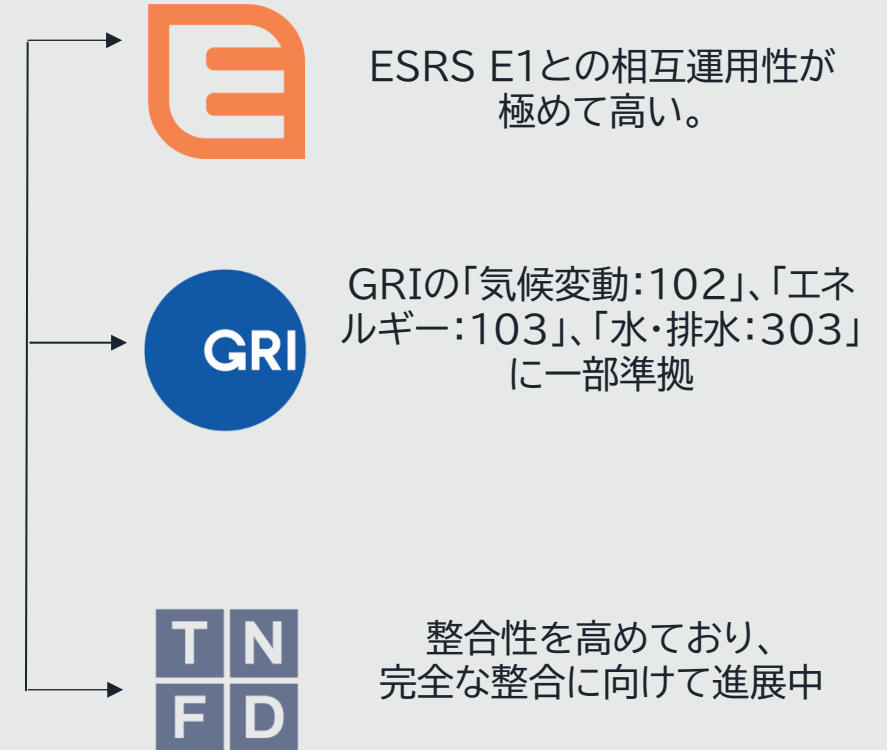 ESRS E1との相互運用性が
極めて高い。
GRI
GRIの「気候変動：102」、「エネ
ルギー：103」、「水・排水：303」
に一部準拠
T N
F D
整合性を高めており、
完全な整合に向けて進展中